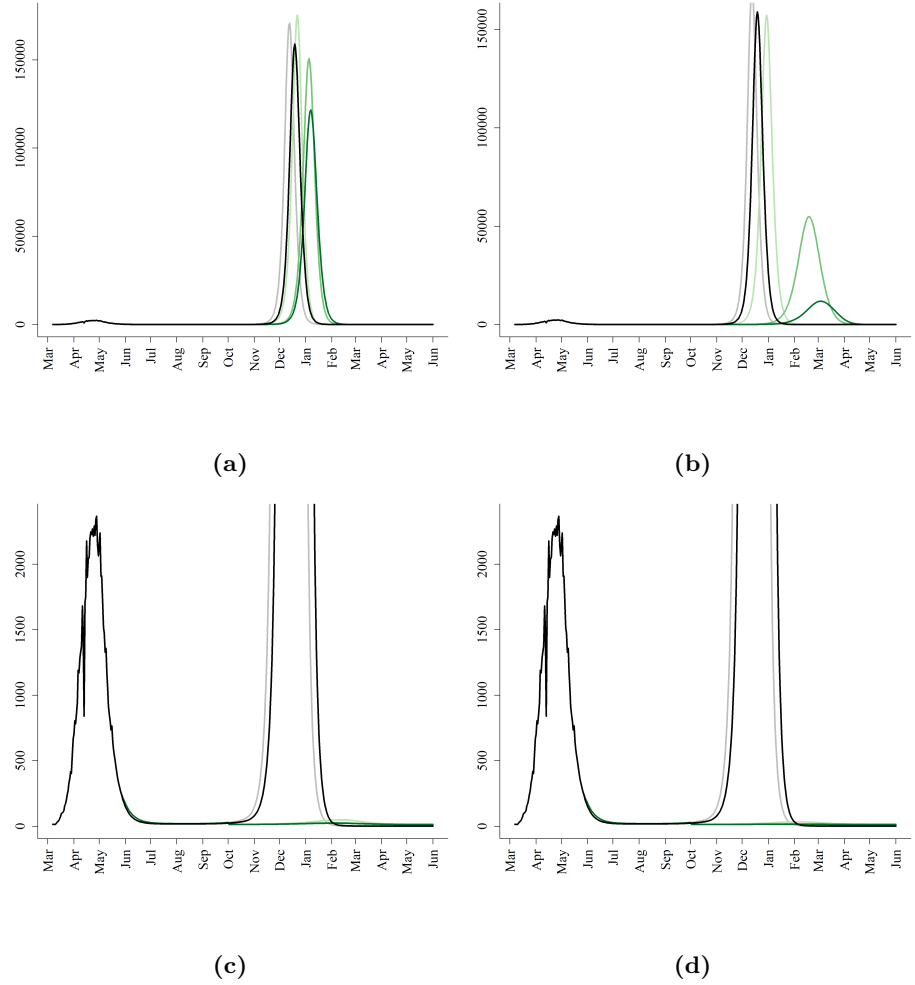 0 50000 100000 150000
Mar Apr May Jun Jul Aug Sep Oct Nov Dec Jan Feb Mar Apr May Jun
(a)
0 50000 100000 150000
Mar Apr May Jun Jul Aug Sep Oct Nov Dec Jan Feb Mar Apr May Jun
(b)
0 500 1000 1500 2000
Mar Apr May Jun Jul Aug Sep Oct Nov Dec Jan Feb Mar Apr May Jun
(c)
0 500 1000 1500 2000
Mar Apr May Jun Jul Aug Sep Oct Nov Dec Jan Feb Mar Apr May Jun
(d)